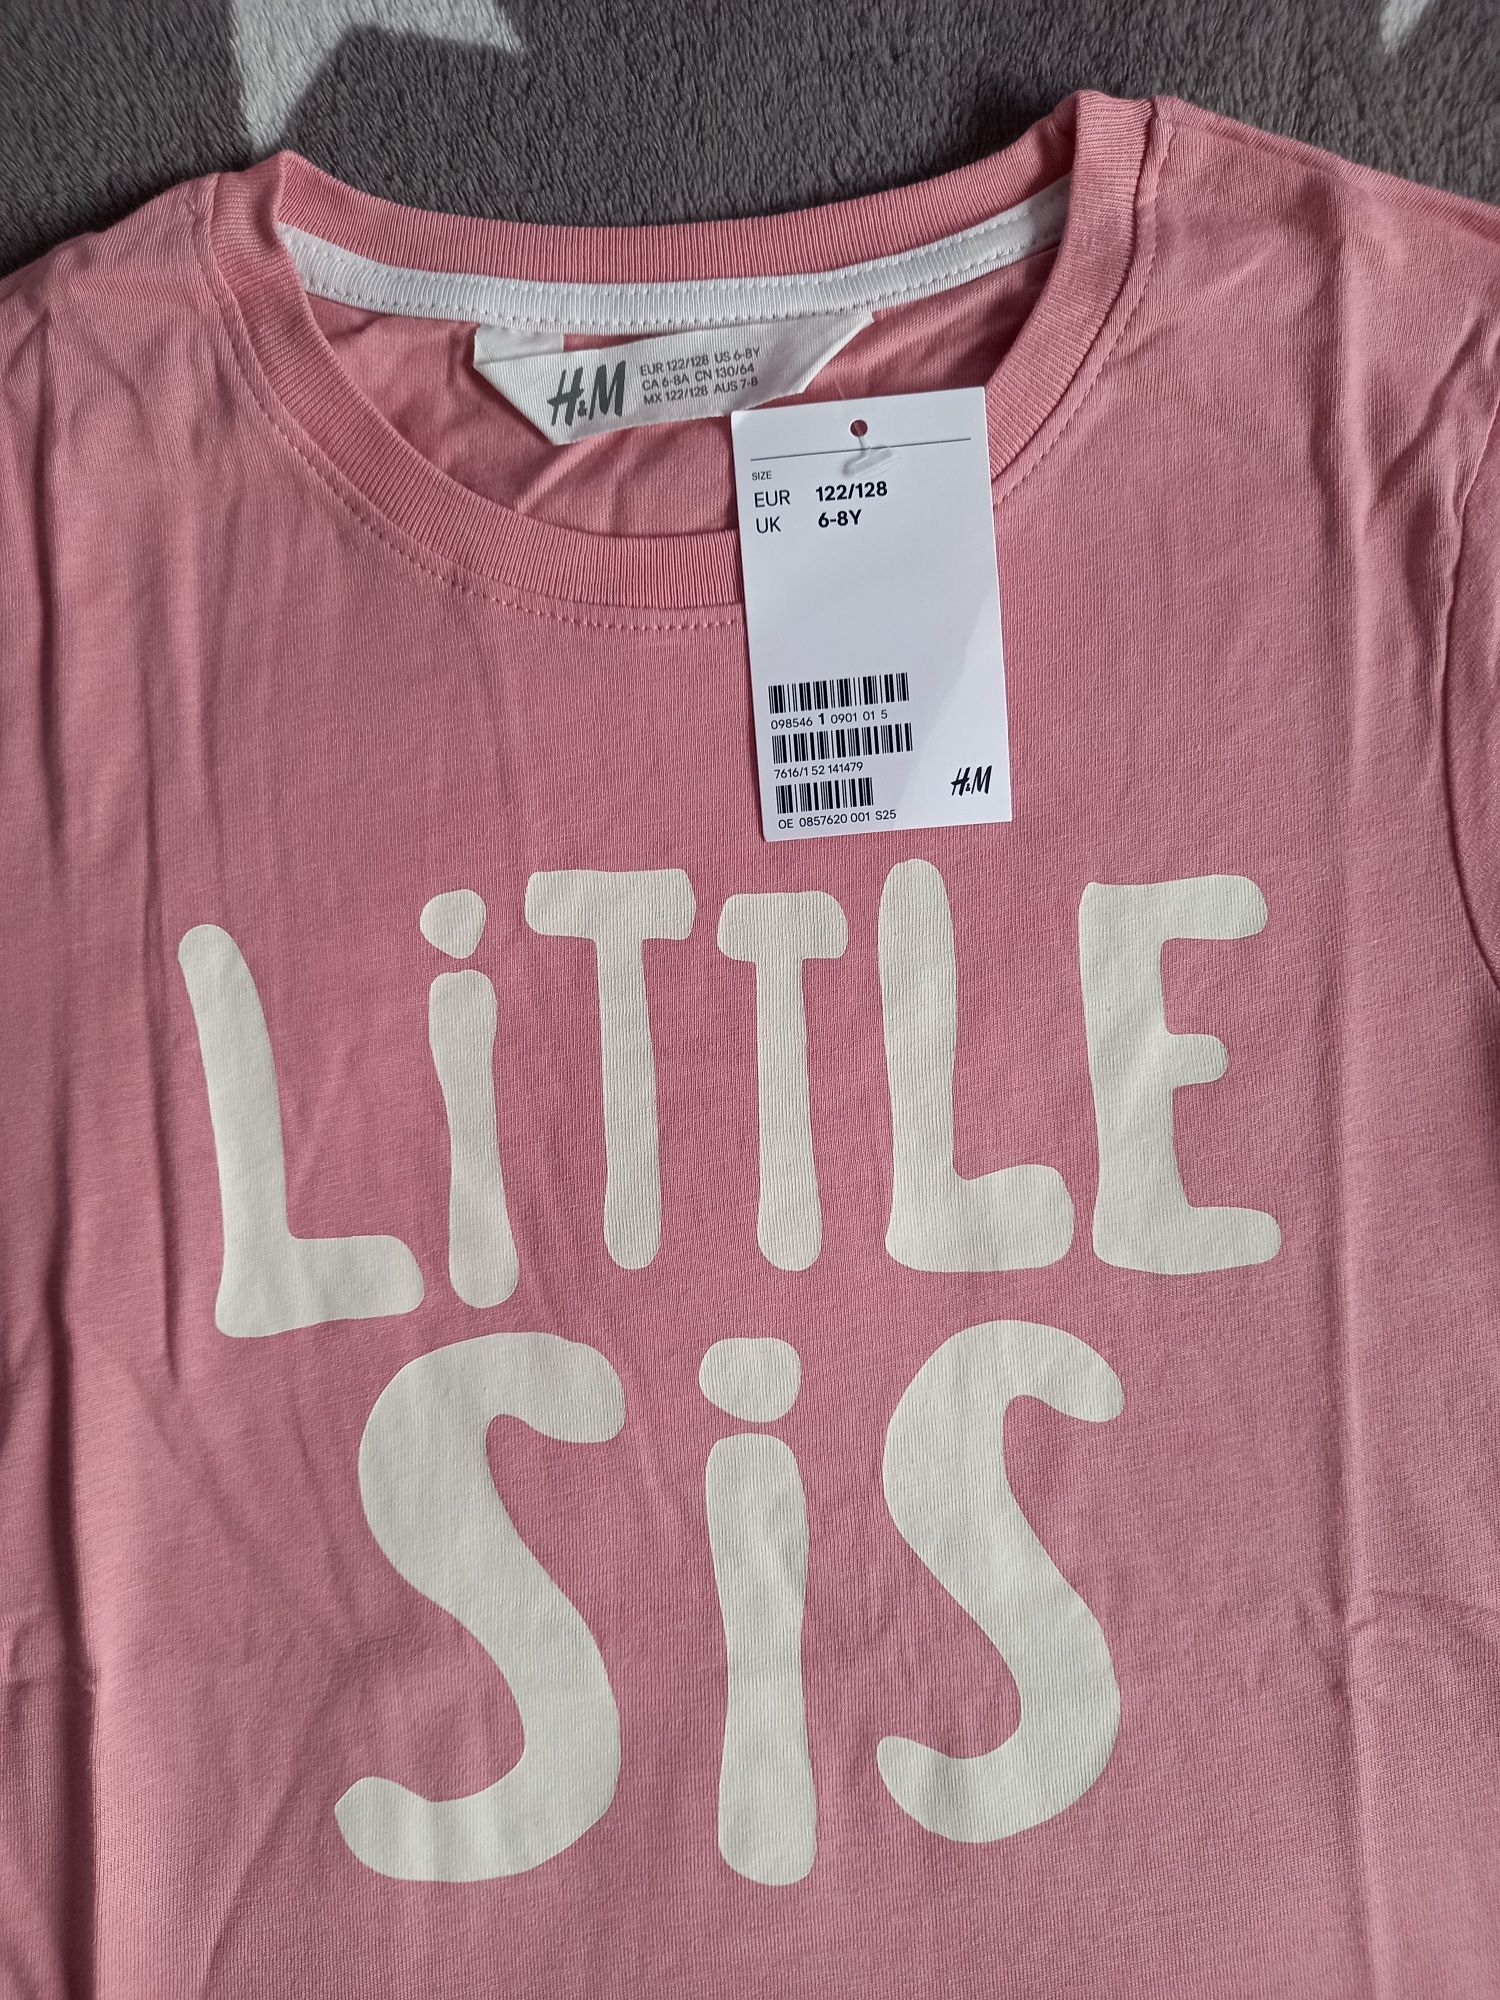 H&M
EUR 122/128 US 6-8Y
CA 6-8A CN 130/64
MX 122/128 AUS 7-8
SIZE
EUR 122/128
UK 6-8Y
098546 1 0901 01 5
7616/1 52 141479
OE 0857620 001 S25
H&M
LiTTLE
SiS